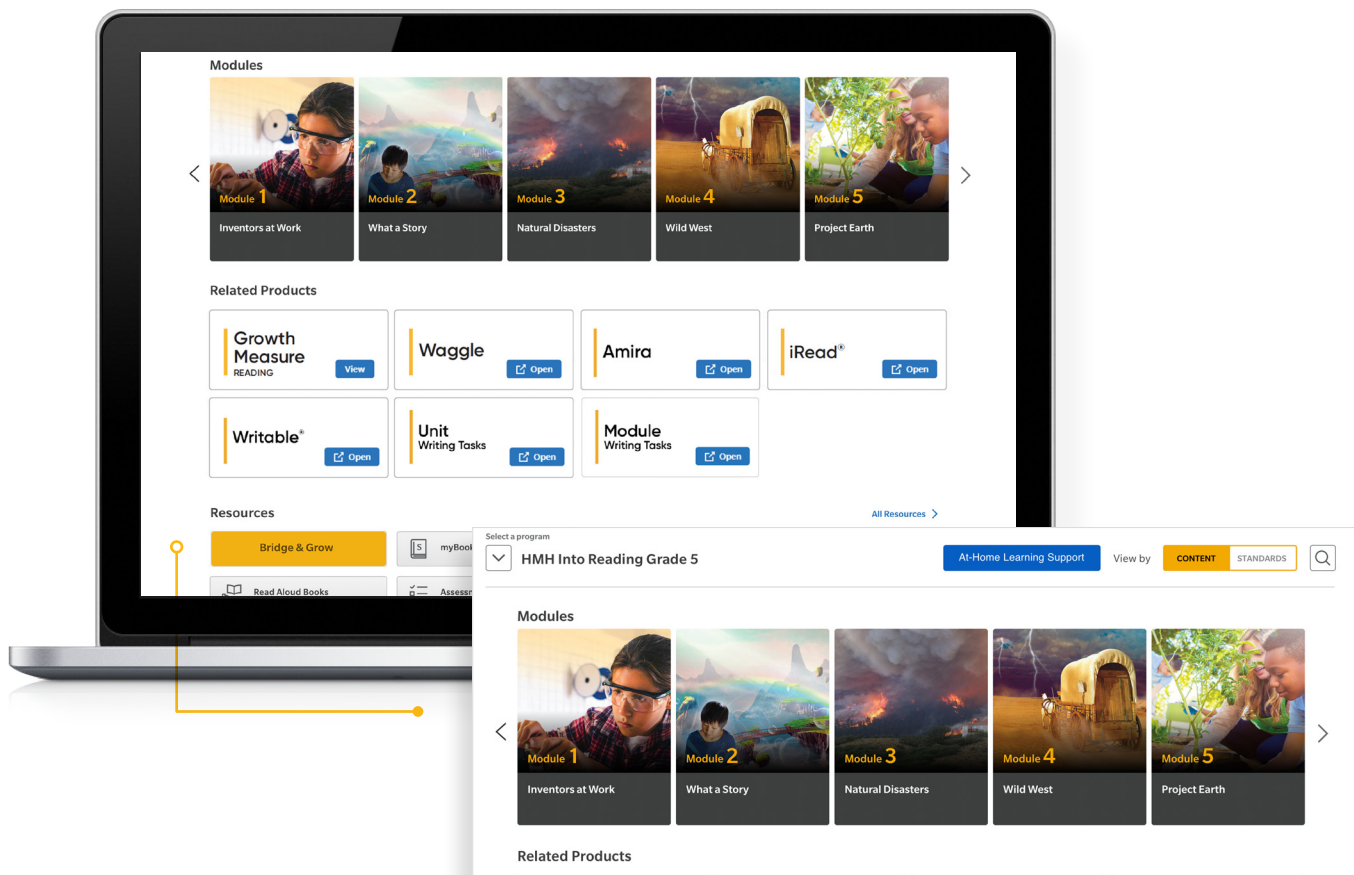 Modules
Module 1
Inventors at Work
Module 2
What a Story
Module 3
Natural Disasters
Module 4
Wild West
Module 5
Project Earth
Related Products
Growth
Measure
READING
View
Waggle
Open
Amira
Open
iRead®
Open
Writable®
Open
Unit
Writing Tasks
Open
Module
Writing Tasks
Open
Resources
All Resources
Bridge & Grow
S
myBook
Read Aloud Books
Select a program
HMH Into Reading Grade 5
At-Home Learning Support
View by
CONTENT
STANDARDS
Modules
Module 1
Inventors at Work
Module 2
What a Story
Module 3
Natural Disasters
Module 4
Wild West
Module 5
Project Earth
Related Products